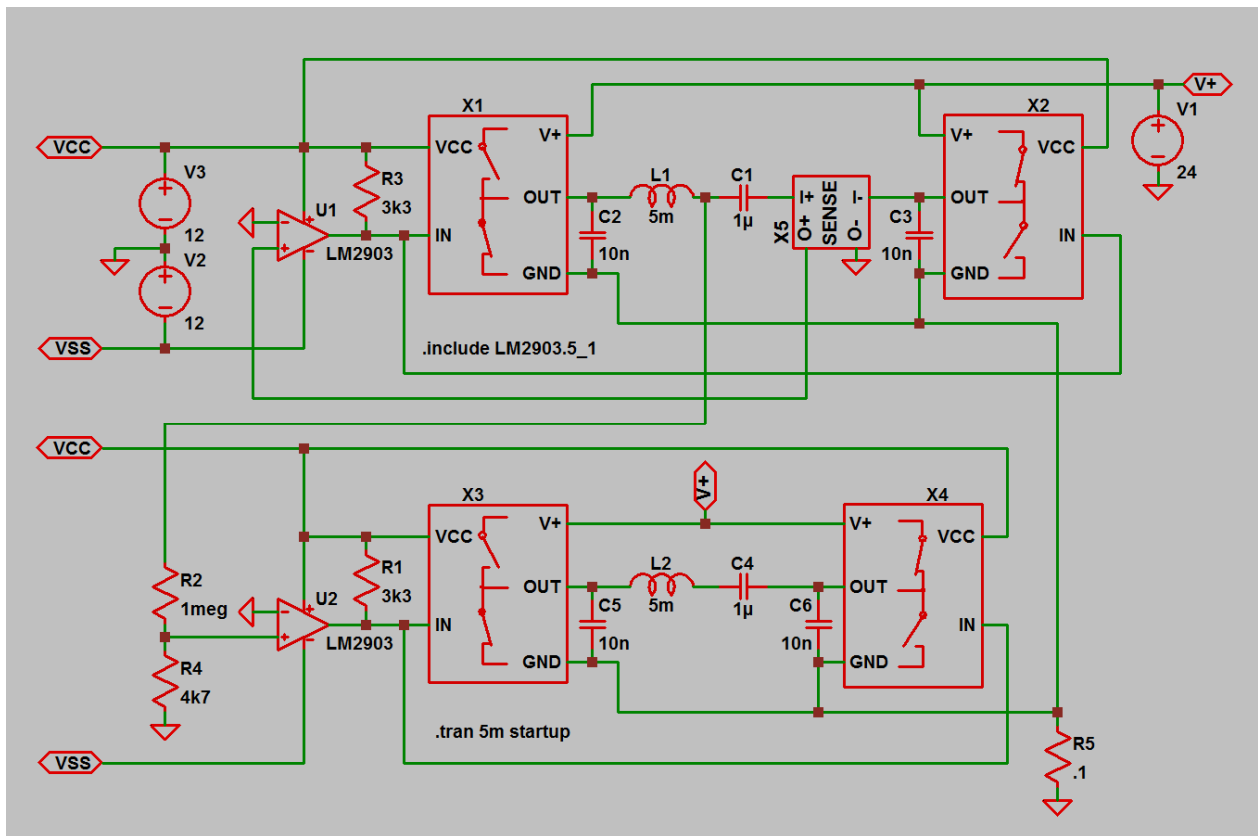 X1
X2
V+
V1
24
VCC
V3
12
V2
12
VSS
R3
3k3
U1
LM2903
VCC
V+
OUT
IN
GND
C2
10n
L1
5m
C1
1µ
I+
O+
SENSE
I-
O-
X5
C3
10n
V+
VCC
OUT
IN
GND
.include LM2903.5_1
VCC
X3
V+
X4
R1
3k3
U2
LM2903
VCC
V+
OUT
IN
GND
C5
10n
L2
5m
C4
1µ
C6
10n
V+
VCC
OUT
IN
GND
R2
1meg
R4
4k7
.tran 5m startup
VSS
R5
.1